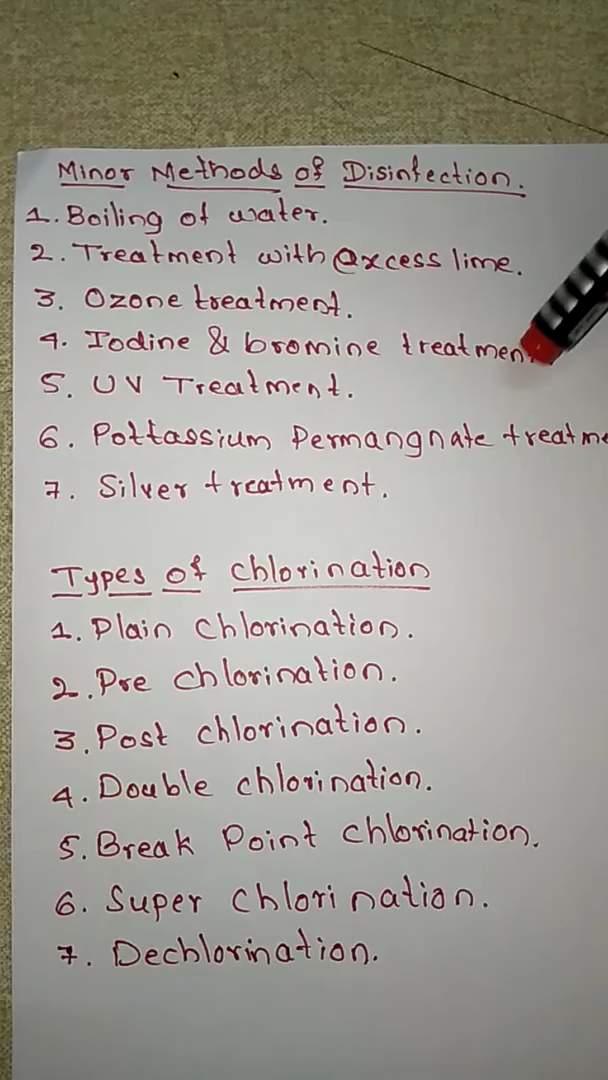 Minor Methods of Disinfection.
1. Boiling of water.
2. Treatment with excess lime.
3. Ozone treatment.
4. Iodine & bromine treatmen
5. UV Treatment.
6. Pottassium Permangnate treatme
7. Silver treatment.
Types of chlorination
1. Plain Chlorination.
2. Pre chlorination.
3. Post chlorination.
4. Double chlorination.
5. Break Point chlorination.
6. Super chlorination.
7. Dechlorination.